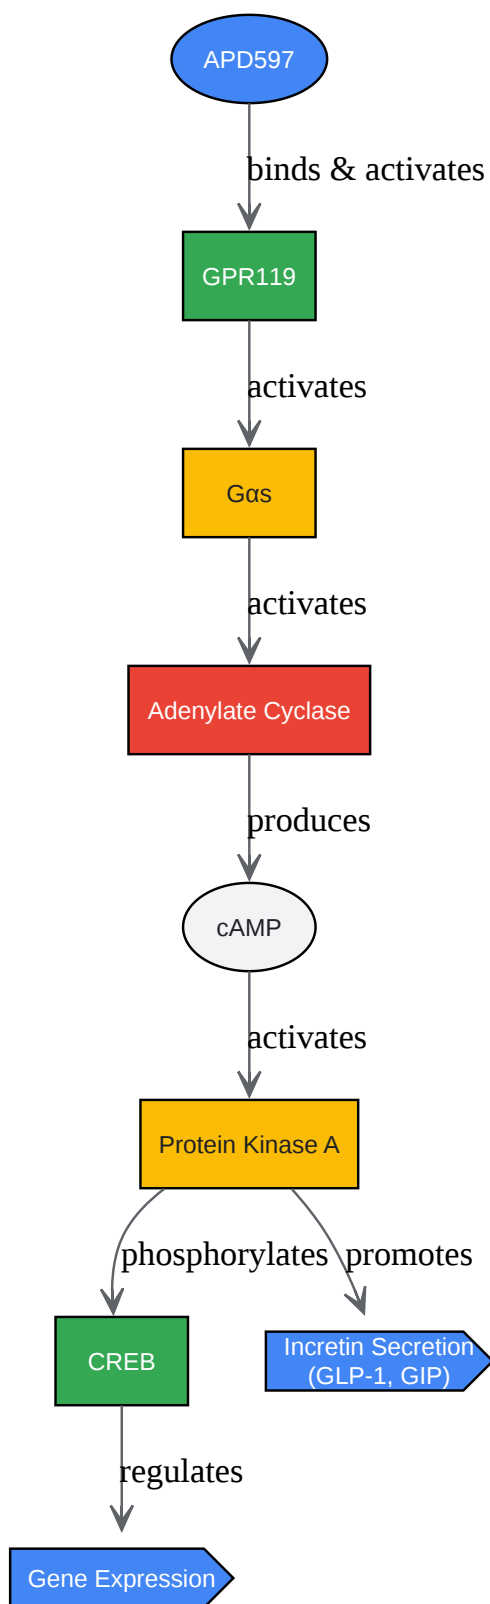 APD597
binds & activates
GPR119
activates
Gαs
activates
Adenylate Cyclase
produces
cAMP
activates
Protein Kinase A
phosphorylates
promotes
CREB
Incretin Secretion
(GLP-1, GIP)
regulates
Gene Expression